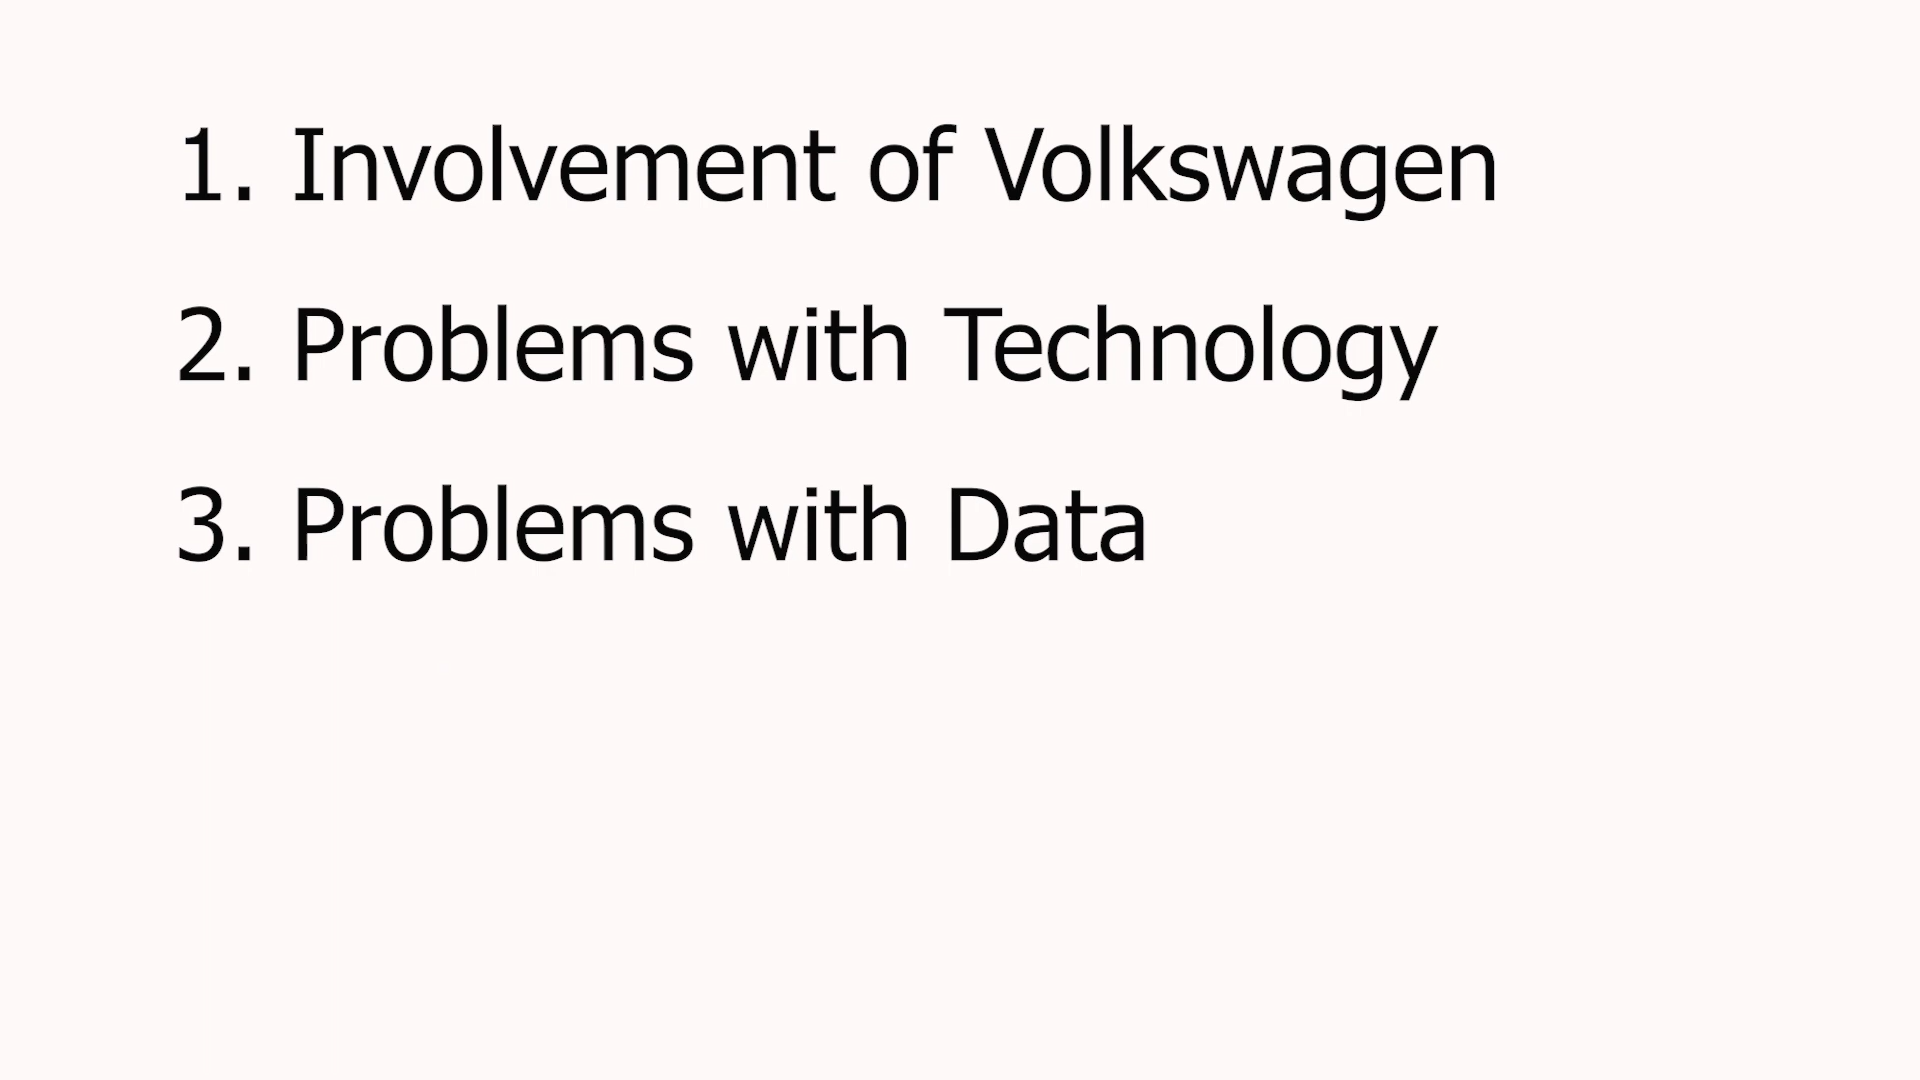 1. Involvement of Volkswagen
2. Problems with Technology
3. Problems with Data